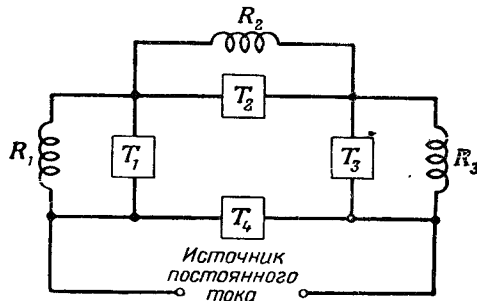 R₂
T₂
R₁
T₁
T₃
R₃
T₄
Источник
постоянного
тока